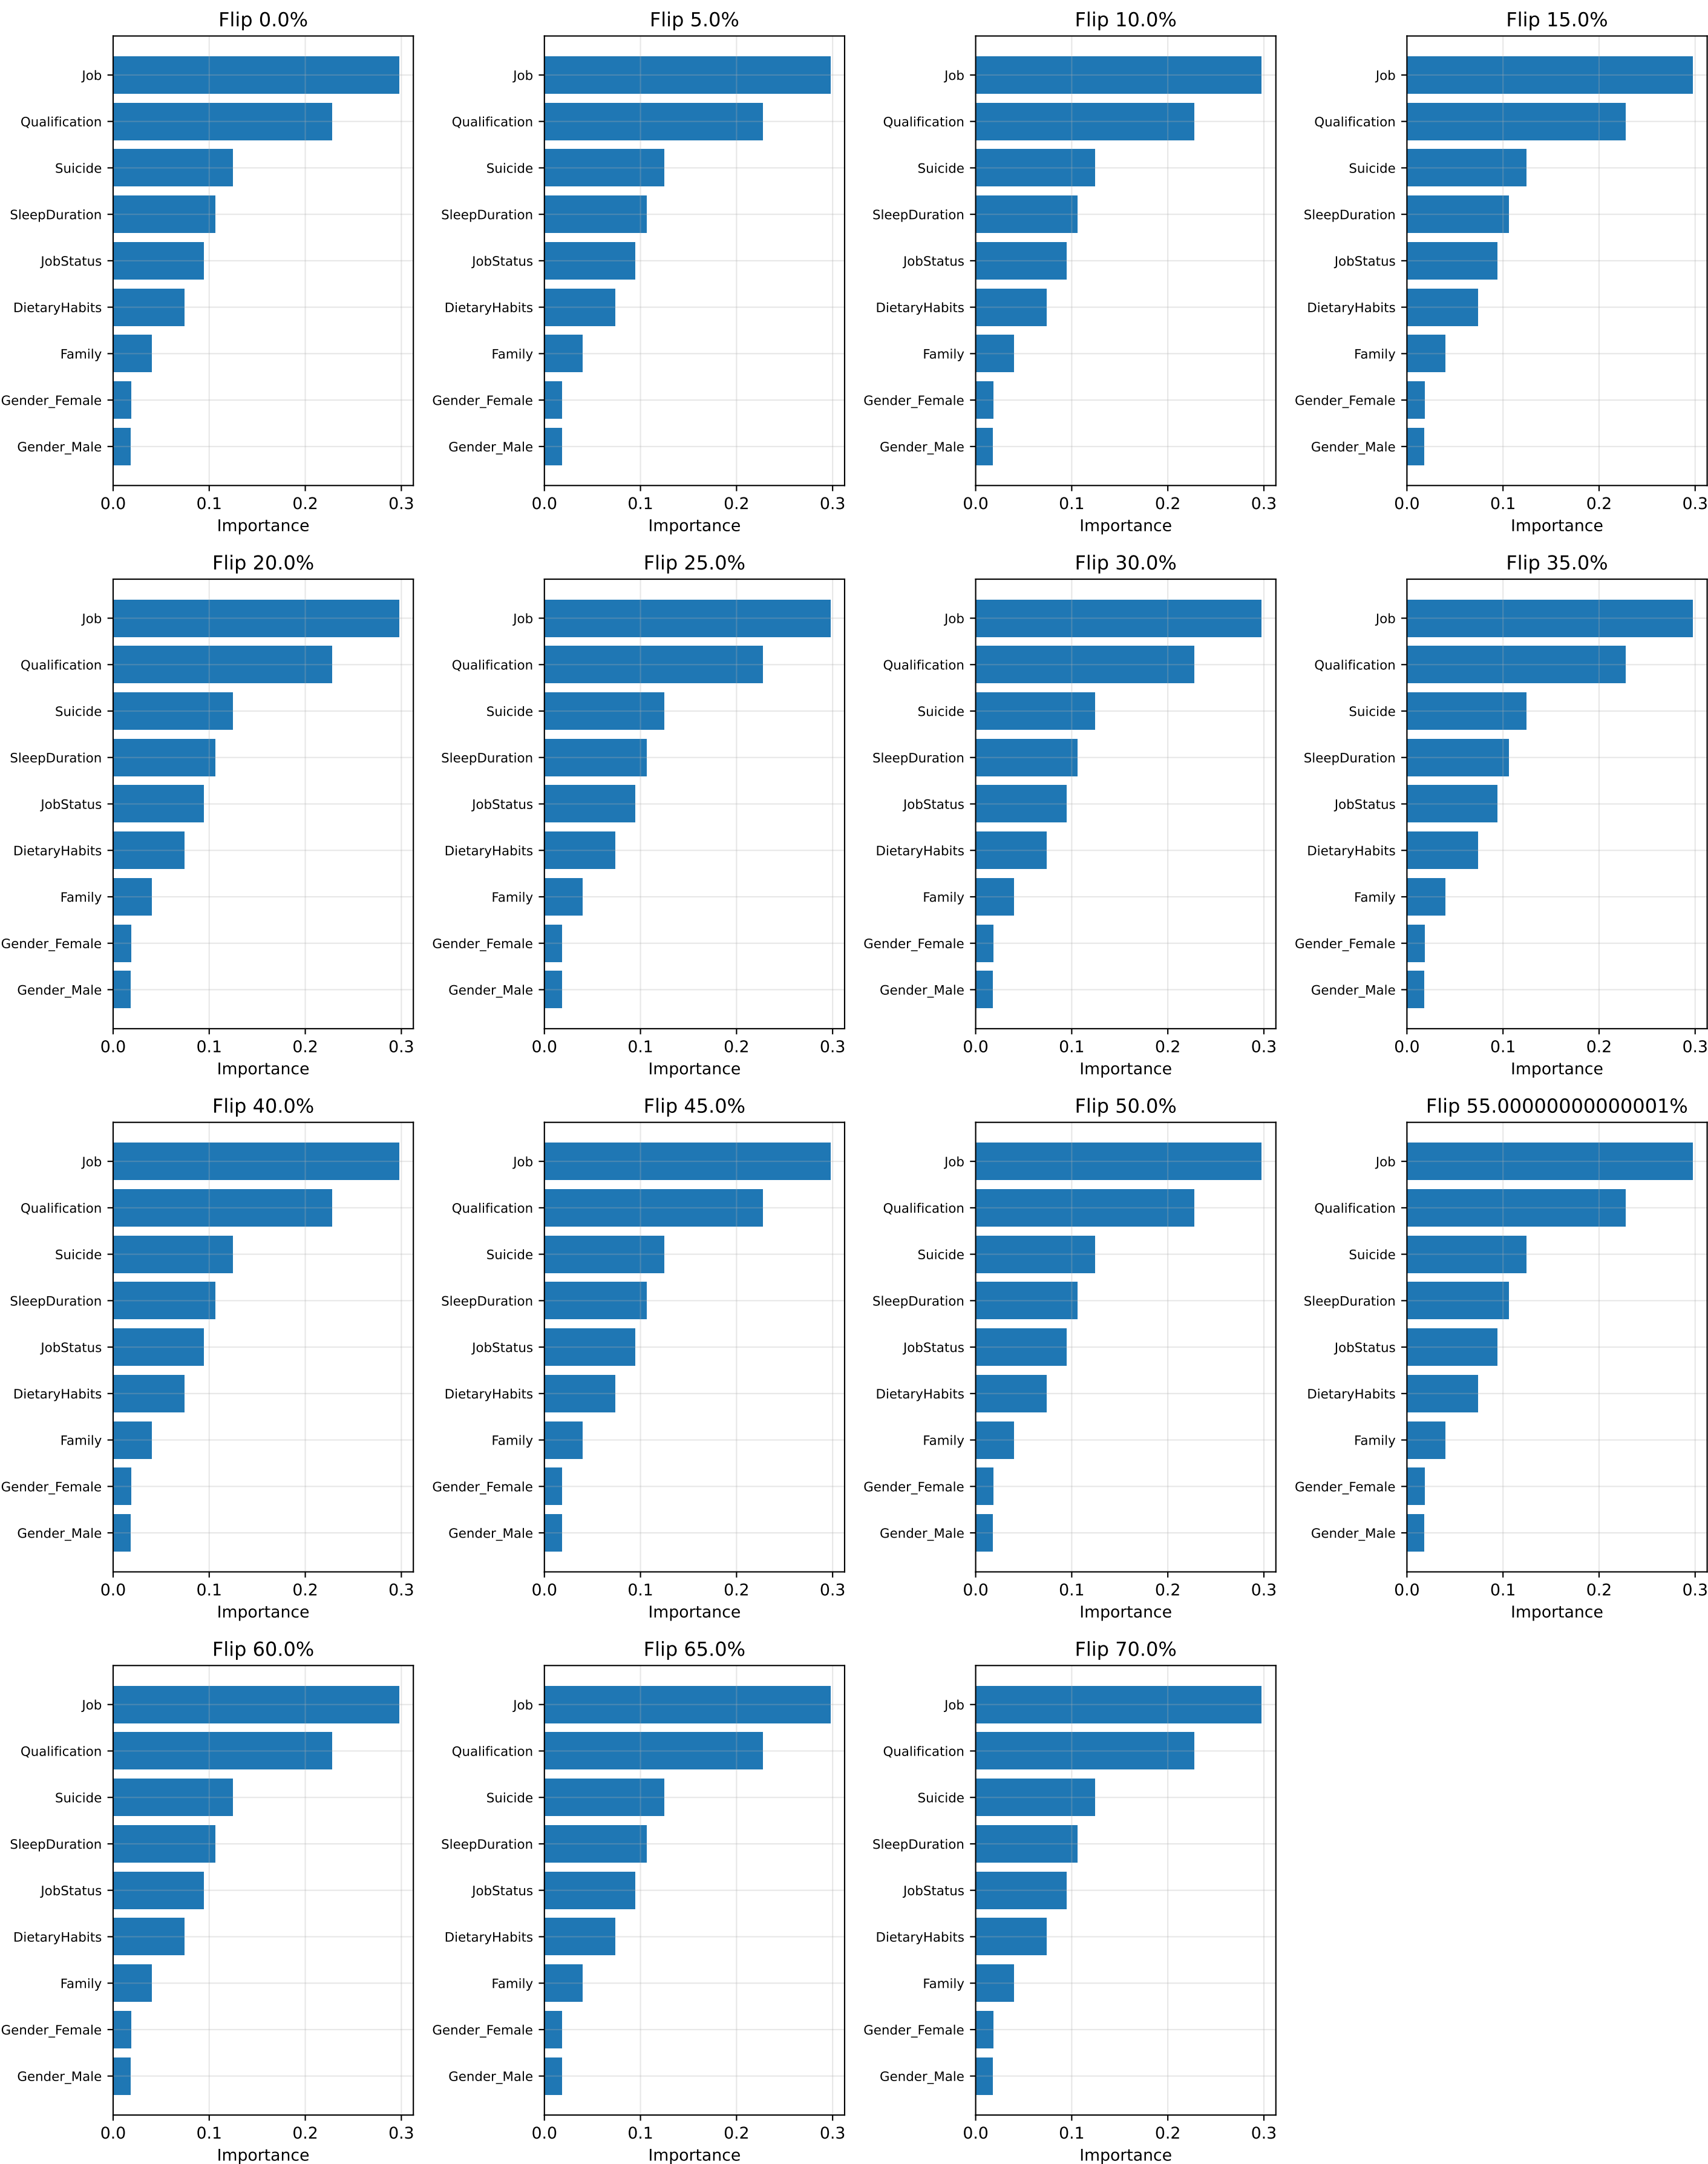 Flip 0.0%
Job
Qualification
Suicide
SleepDuration
JobStatus
DietaryHabits
Family
Gender_Female
Gender_Male
0.0 0.1 0.2 0.3
Importance
Flip 5.0%
Job
Qualification
Suicide
SleepDuration
JobStatus
DietaryHabits
Family
Gender_Female
Gender_Male
0.0 0.1 0.2 0.3
Importance
Flip 10.0%
Job
Qualification
Suicide
SleepDuration
JobStatus
DietaryHabits
Family
Gender_Female
Gender_Male
0.0 0.1 0.2 0.3
Importance
Flip 15.0%
Job
Qualification
Suicide
SleepDuration
JobStatus
DietaryHabits
Family
Gender_Female
Gender_Male
0.0 0.1 0.2 0.3
Importance
Flip 20.0%
Job
Qualification
Suicide
SleepDuration
JobStatus
DietaryHabits
Family
Gender_Female
Gender_Male
0.0 0.1 0.2 0.3
Importance
Flip 25.0%
Job
Qualification
Suicide
SleepDuration
JobStatus
DietaryHabits
Family
Gender_Female
Gender_Male
0.0 0.1 0.2 0.3
Importance
Flip 30.0%
Job
Qualification
Suicide
SleepDuration
JobStatus
DietaryHabits
Family
Gender_Female
Gender_Male
0.0 0.1 0.2 0.3
Importance
Flip 35.0%
Job
Qualification
Suicide
SleepDuration
JobStatus
DietaryHabits
Family
Gender_Female
Gender_Male
0.0 0.1 0.2 0.3
Importance
Flip 40.0%
Job
Qualification
Suicide
SleepDuration
JobStatus
DietaryHabits
Family
Gender_Female
Gender_Male
0.0 0.1 0.2 0.3
Importance
Flip 45.0%
Job
Qualification
Suicide
SleepDuration
JobStatus
DietaryHabits
Family
Gender_Female
Gender_Male
0.0 0.1 0.2 0.3
Importance
Flip 50.0%
Job
Qualification
Suicide
SleepDuration
JobStatus
DietaryHabits
Family
Gender_Female
Gender_Male
0.0 0.1 0.2 0.3
Importance
Flip 55.00000000000001%
Job
Qualification
Suicide
SleepDuration
JobStatus
DietaryHabits
Family
Gender_Female
Gender_Male
0.0 0.1 0.2 0.3
Importance
Flip 60.0%
Job
Qualification
Suicide
SleepDuration
JobStatus
DietaryHabits
Family
Gender_Female
Gender_Male
0.0 0.1 0.2 0.3
Importance
Flip 65.0%
Job
Qualification
Suicide
SleepDuration
JobStatus
DietaryHabits
Family
Gender_Female
Gender_Male
0.0 0.1 0.2 0.3
Importance
Flip 70.0%
Job
Qualification
Suicide
SleepDuration
JobStatus
DietaryHabits
Family
Gender_Female
Gender_Male
0.0 0.1 0.2 0.3
Importance